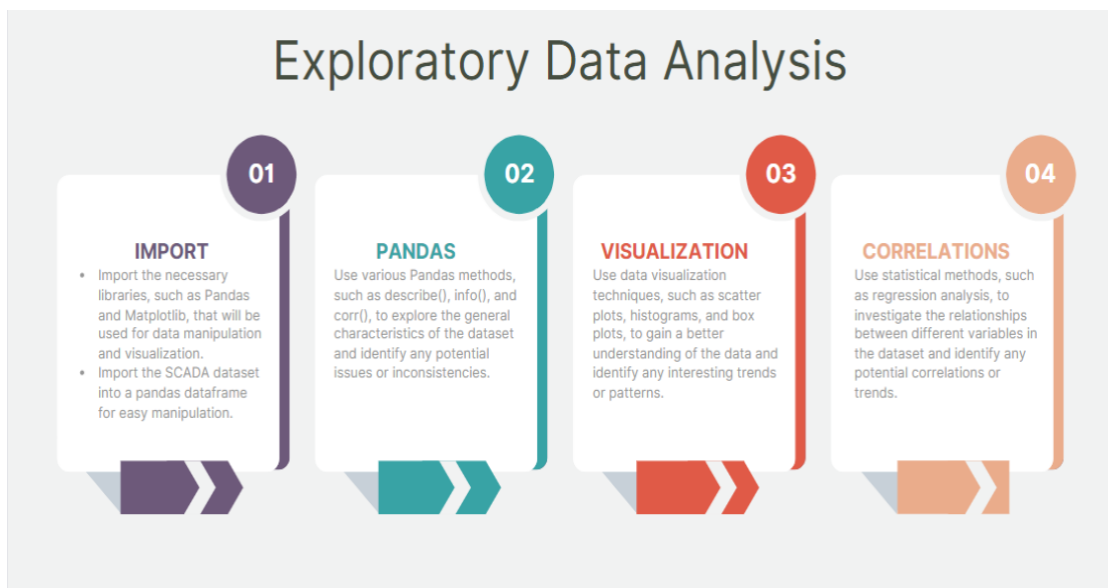 Exploratory Data Analysis
01
IMPORT
• Import the necessary
libraries, such as Pandas
and Matplotlib, that will be
used for data manipulation
and visualization.
• Import the SCADA dataset
into a pandas dataframe
for easy manipulation.
02
PANDAS
Use various Pandas methods,
such as describe(), info(), and
corr(), to explore the general
characteristics of the dataset
and identify any potential
issues or inconsistencies.
03
VISUALIZATION
Use data visualization
techniques, such as scatter
plots, histograms, and box
plots, to gain a better
understanding of the data and
identify any interesting trends
or patterns.
04
CORRELATIONS
Use statistical methods, such
as regression analysis, to
investigate the relationships
between different variables in
the dataset and identify any
potential correlations or
trends.